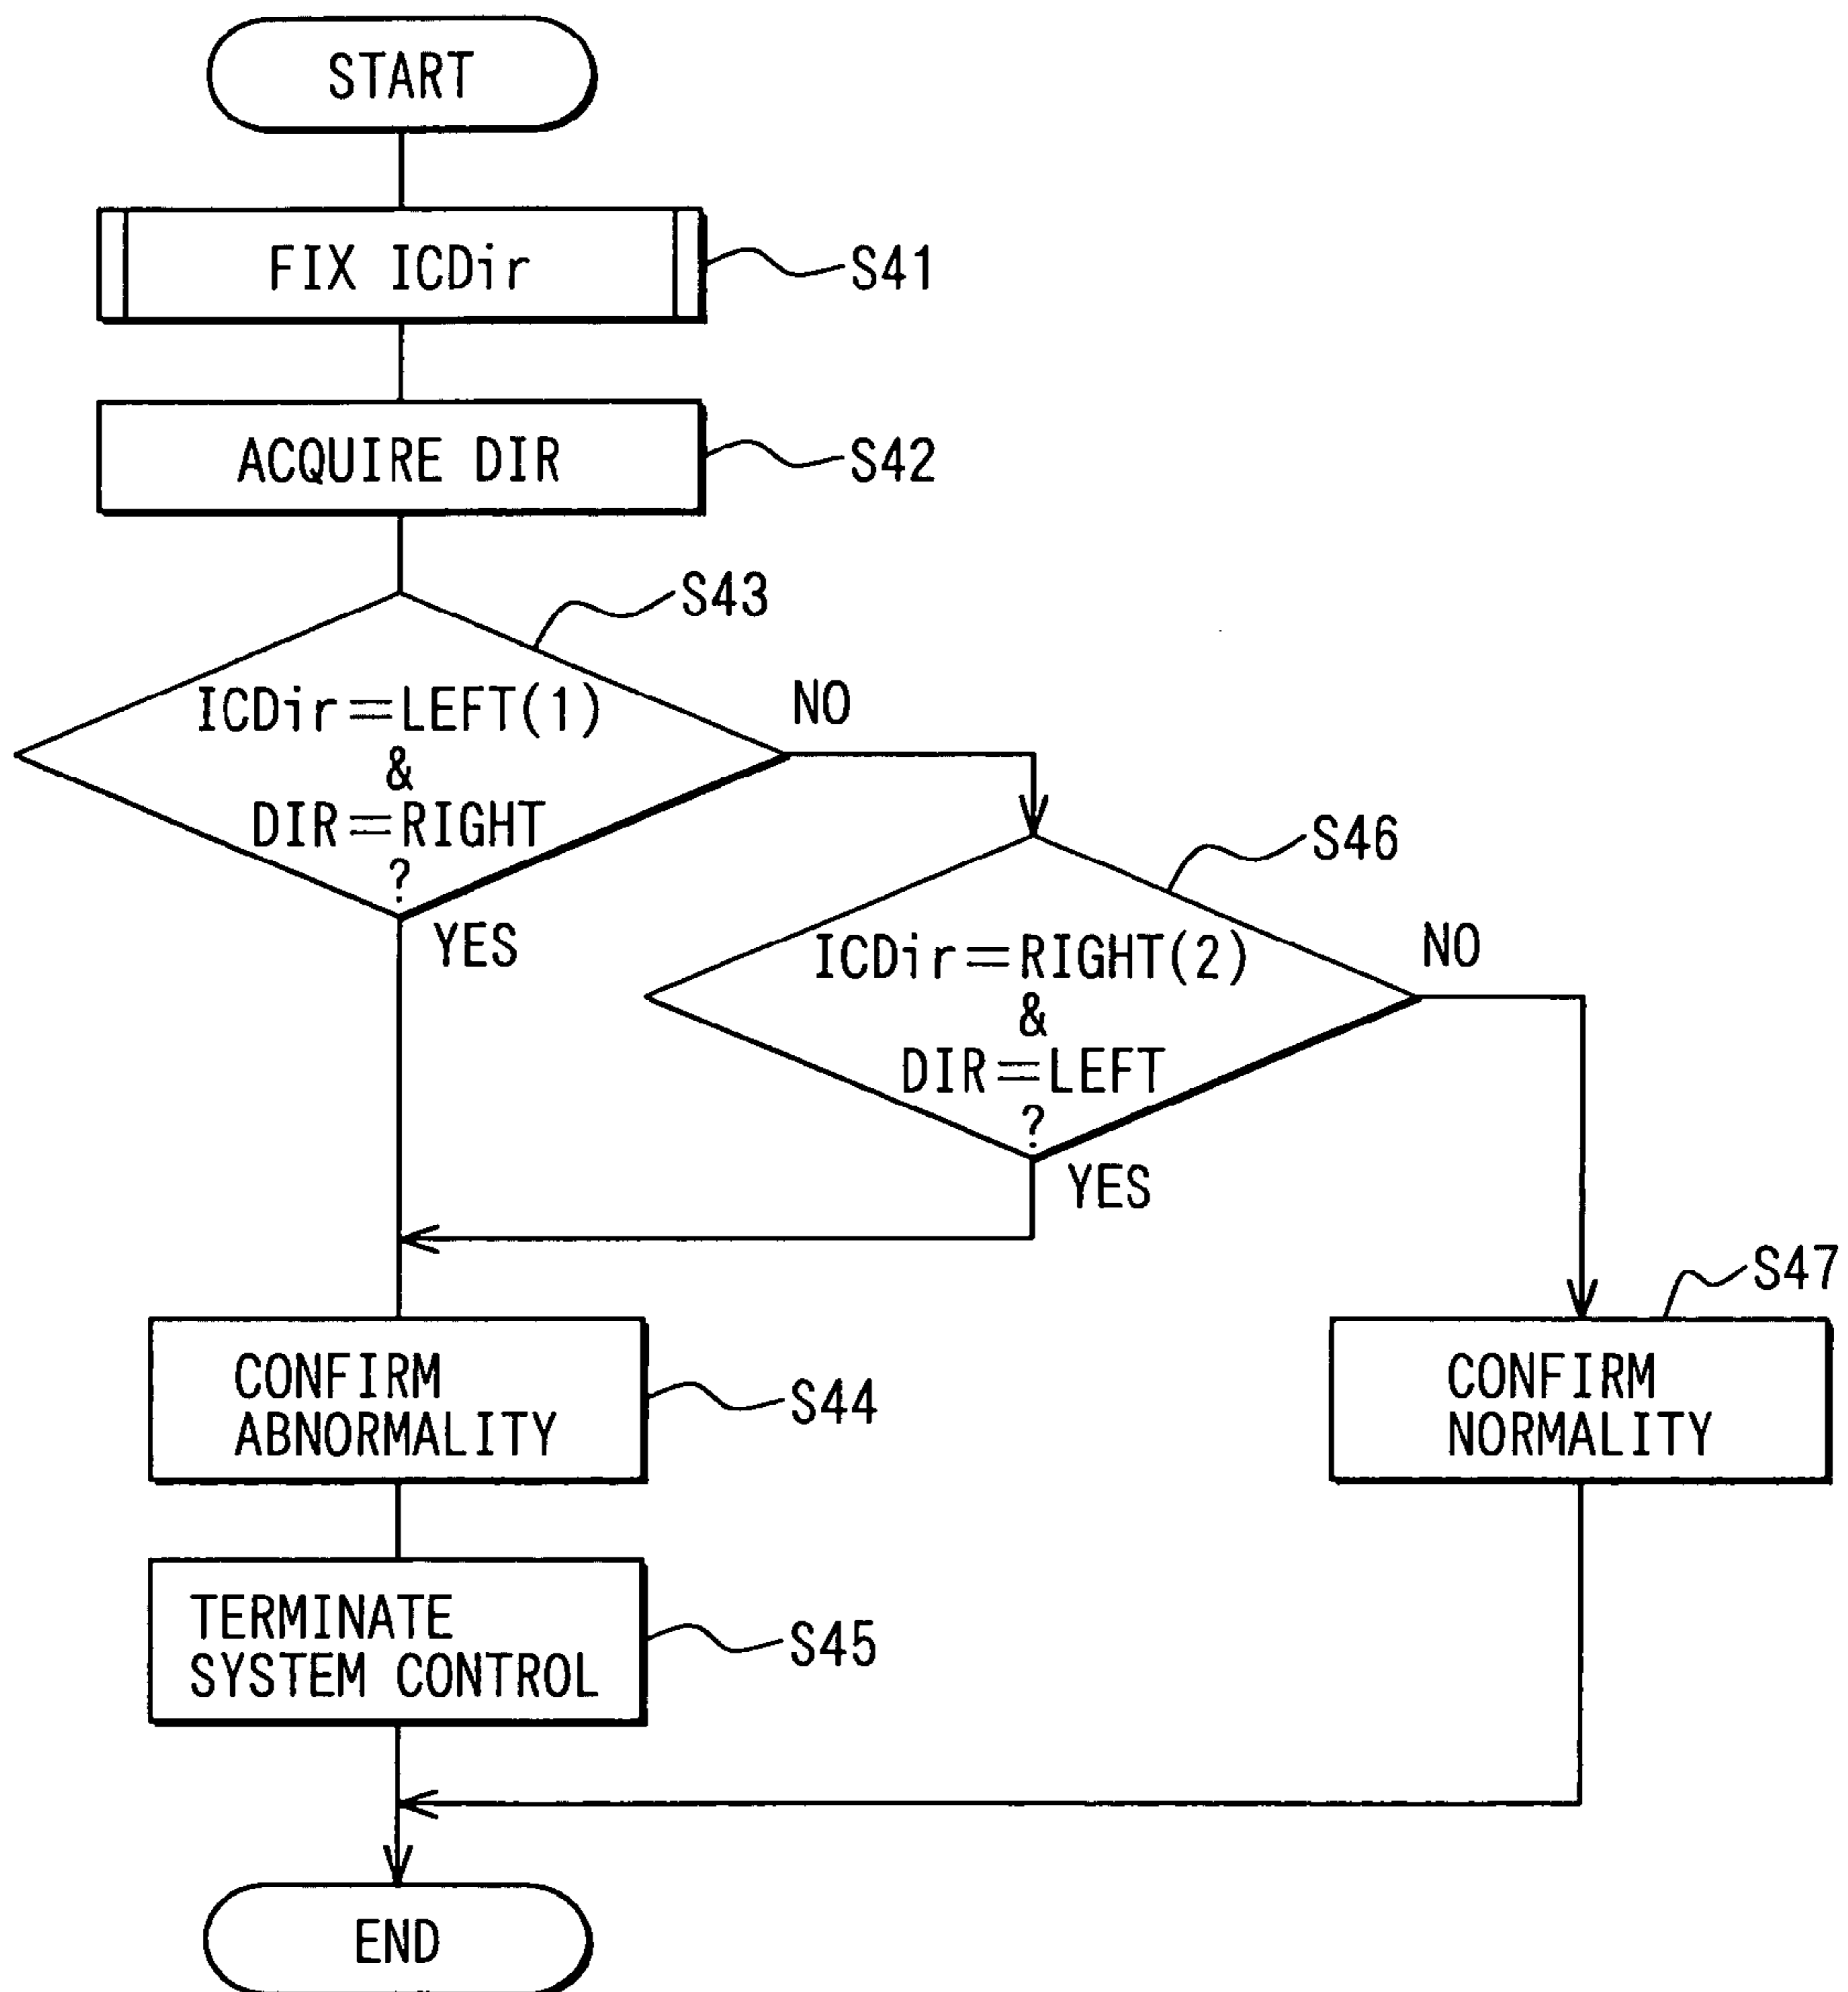 START
FIX ICDir
S41
ACQUIRE DIR
S42
S43
ICDir=LEFT(1)
&
DIR=RIGHT
?
NO
YES
S46
ICDir=RIGHT(2)
&
DIR=LEFT
?
NO
YES
CONFIRM
ABNORMALITY
S44
S47
CONFIRM
NORMALITY
TERMINATE
SYSTEM CONTROL
S45
END